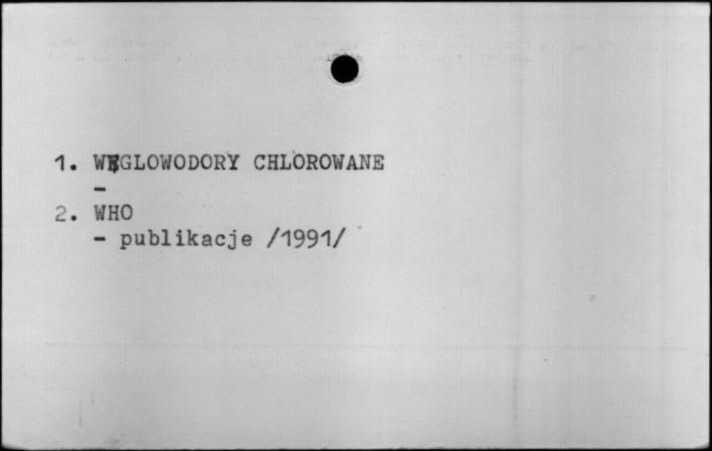 1. WĘGLOWODORY CHLOROWANE
-
2. WHO
- publikacje /1991/